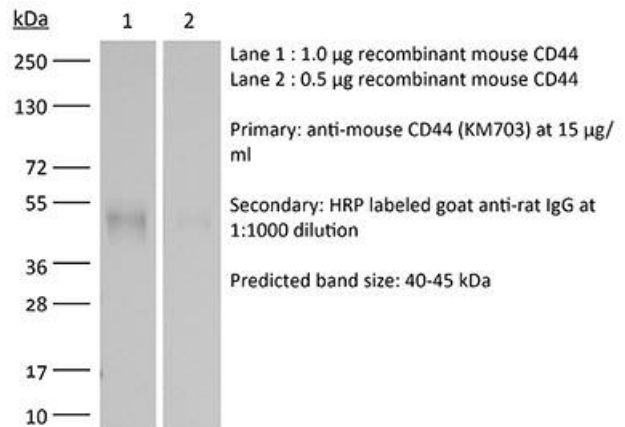 kDa
1 2
250
130
72
55
36
28
17
10
Lane 1 : 1.0 µg recombinant mouse CD44
Lane 2 : 0.5 µg recombinant mouse CD44
Primary: anti-mouse CD44 (KM703) at 15 µg/
ml
Secondary: HRP labeled goat anti-rat IgG at
1:1000 dilution
Predicted band size: 40-45 kDa